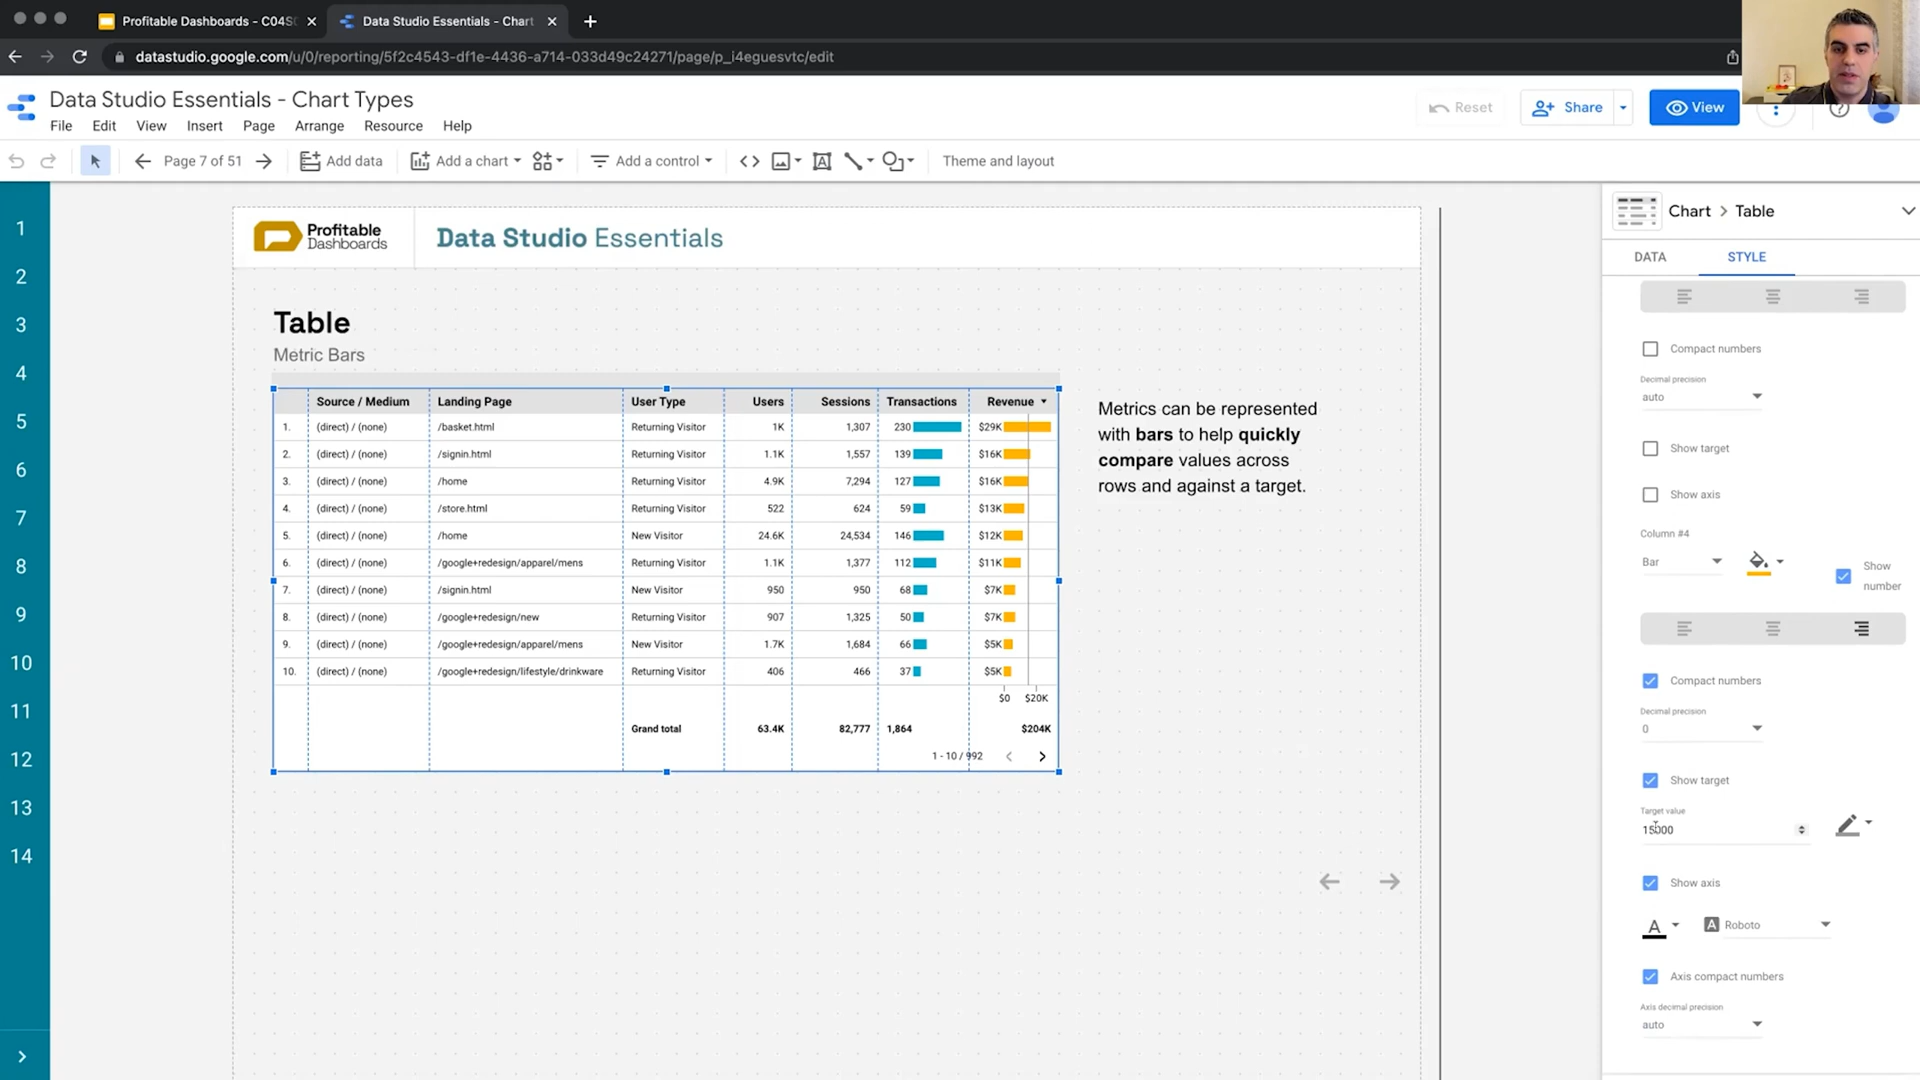 Profitable Dashboards - C04S0
Data Studio Essentials - Chart
datastudio.google.com/u/0/reporting/5f2c4543-df1e-4436-a714-033d49c24271/page/p_i4eguesvtc/edit
Data Studio Essentials - Chart Types
Reset
Share
View
File Edit View Insert Page Arrange Resource Help
Page 7 of 51
Add data
Add a chart
Add a control
Theme and layout
1
2
3
4
5
6
7
8
9
10
11
12
13
14
Profitable
Dashboards
Data Studio Essentials
Table
Metric Bars
Source / Medium Landing Page User Type Users Sessions Transactions Revenue
1. (direct) / (none) /basket.html Returning Visitor 1K 1,307 230 $29K
2. (direct) / (none) /signin.html Returning Visitor 1.1K 1,557 139 $16K
3. (direct) / (none) /home Returning Visitor 4.9K 7,294 127 $16K
4. (direct) / (none) /store.html Returning Visitor 522 624 59 $13K
5. (direct) / (none) /home New Visitor 24.6K 24,534 146 $12K
6. (direct) / (none) /google+redesign/apparel/mens Returning Visitor 1.1K 1,377 112 $11K
7. (direct) / (none) /signin.html New Visitor 950 950 68 $7K
8. (direct) / (none) /google+redesign/new Returning Visitor 907 1,325 50 $7K
9. (direct) / (none) /google+redesign/apparel/mens New Visitor 1.7K 1,684 66 $5K
10. (direct) / (none) /google+redesign/lifestyle/drinkware Returning Visitor 406 466 37 $5K
$0 $20K
Grand total 63.4K 82,777 1,864 $204K
1 - 10 / 992
Metrics can be represented
with bars to help quickly
compare values across
rows and against a target.
Chart > Table
DATA STYLE
Compact numbers
Decimal precision
auto
Show target
Show axis
Column #4
Bar
Show
number
Compact numbers
Decimal precision
0
Show target
Target value
15000
Show axis
A
A Roboto
Axis compact numbers
Axis decimal precision
auto